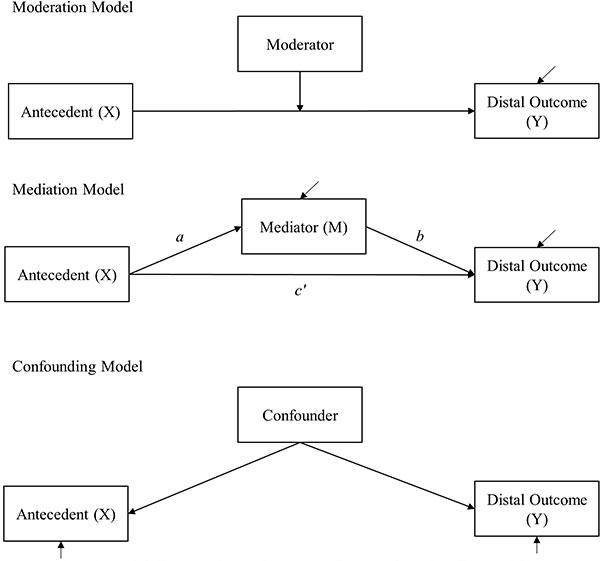 Moderation Model
Moderator
Antecedent (X)
Distal Outcome
(Y)
Mediation Model
Mediator (M)
a
b
Antecedent (X)
Distal Outcome
(Y)
c'
Confounding Model
Confounder
Antecedent (X)
Distal Outcome
(Y)